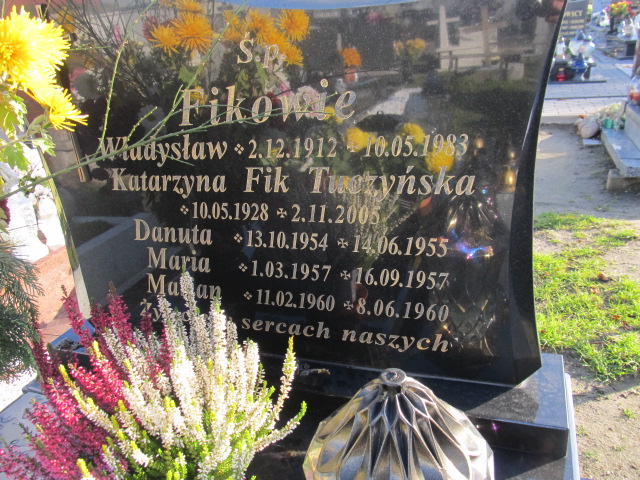 Ś.p.
Fikowie
Władysław 2.12.1912 10.05.1983
Katarzyna Fik Tuczyńska
10.05.1928 2.11.2005
Danuta 13.10.1954 14.06.1955
Maria 1.03.1957 16.09.1957
11.02.1960 8.06.1960
sercach naszych